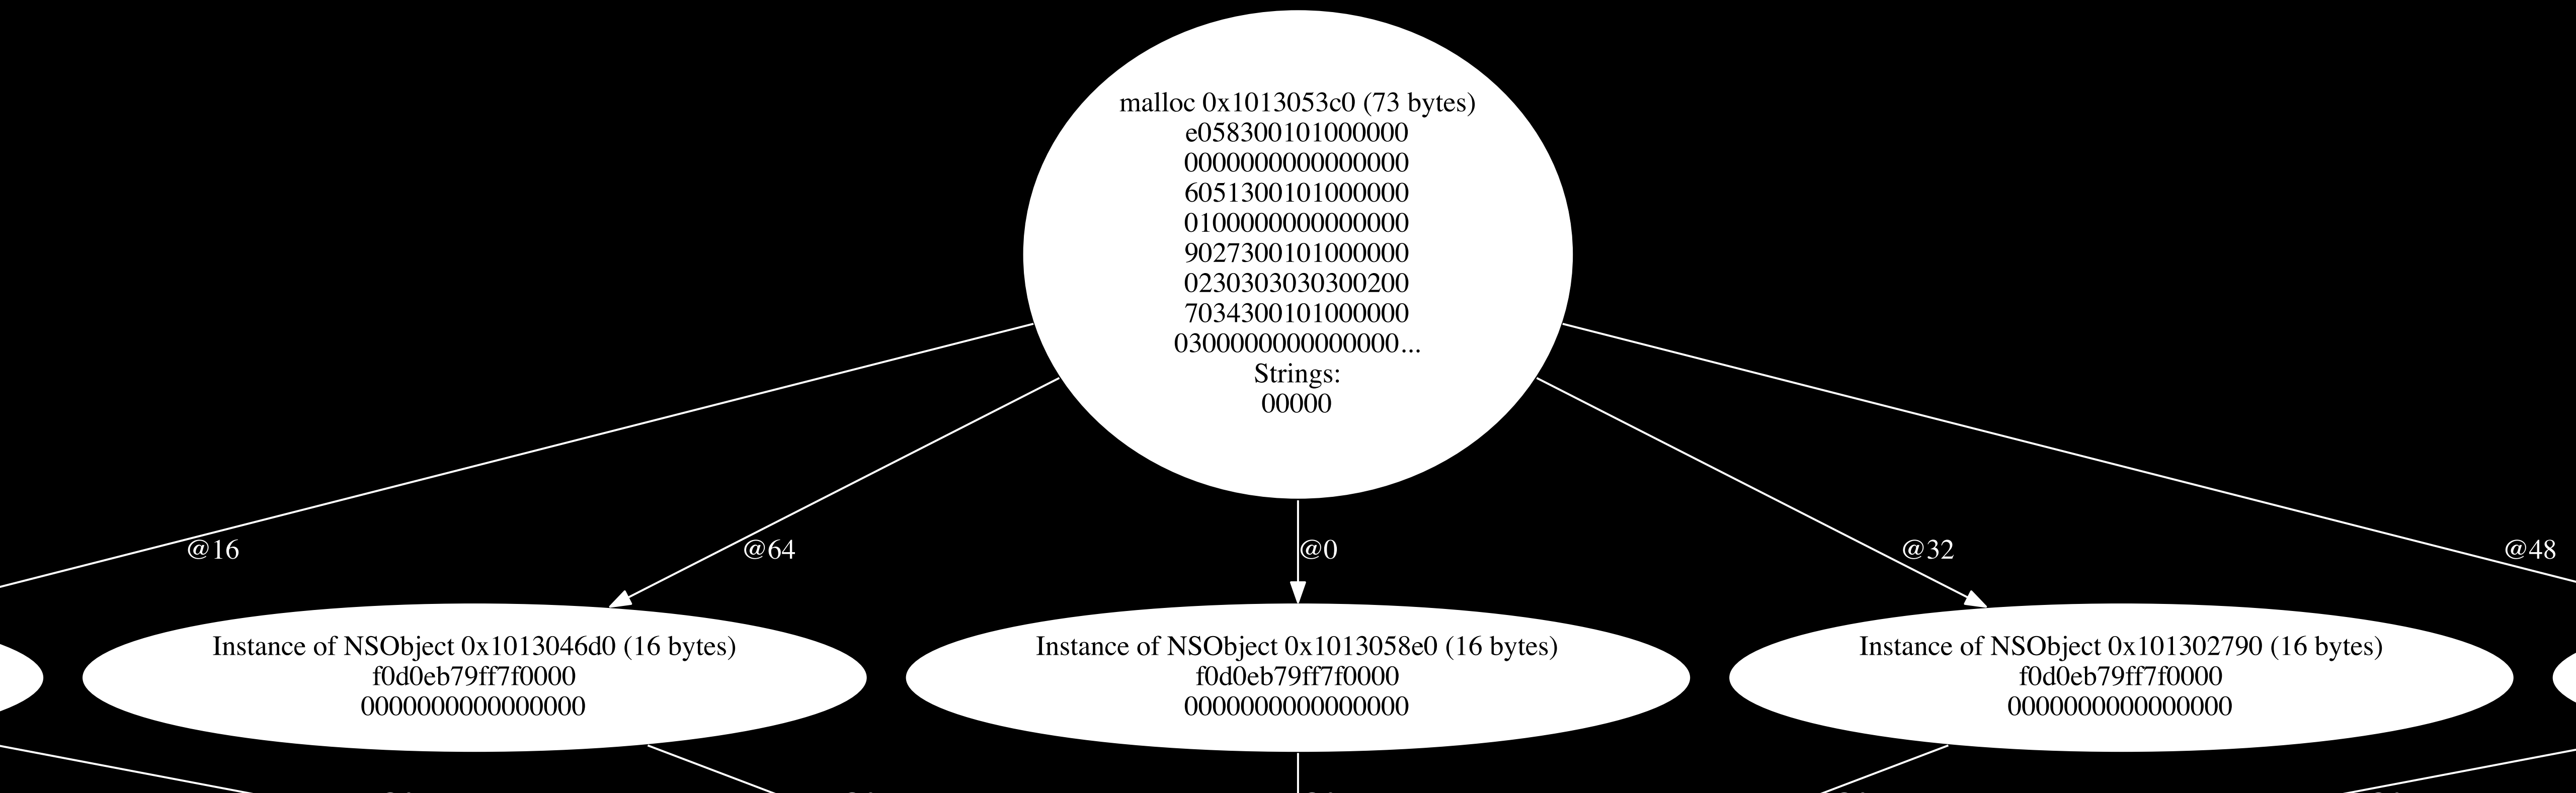 malloc 0x1013053c0 (73 bytes)
e058300101000000
0000000000000000
6051300101000000
0100000000000000
9027300101000000
0230303030300200
7034300101000000
0300000000000000...
Strings:
00000
@16
@64
@0
@32
@48
Instance of NSObject 0x1013046d0 (16 bytes)
f0d0eb79ff7f0000
0000000000000000
Instance of NSObject 0x1013058e0 (16 bytes)
f0d0eb79ff7f0000
0000000000000000
Instance of NSObject 0x101302790 (16 bytes)
f0d0eb79ff7f0000
0000000000000000